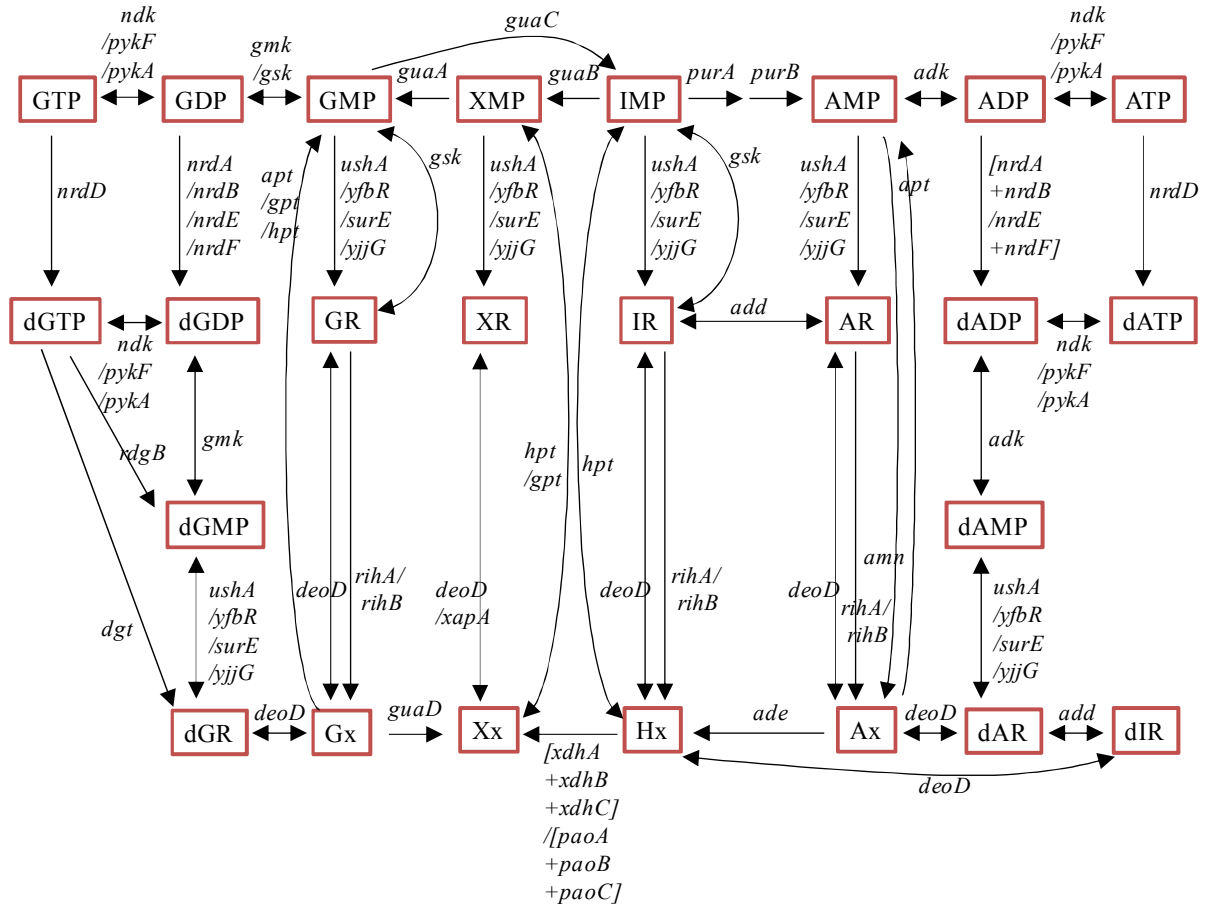 ndk
/pykF
/pykA
gmk
/gsk
guaC
guaA
guaB
purA
purB
adk
ndk
/pykF
/pykA
GTP
GDP
GMP
XMP
IMP
AMP
ADP
ATP
nrdD
nrdA
/nrdB
/nrdE
/nrdF
apt
/gpt
/hpt
ushA
/yfbR
/surE
/yjjG
gsk
ushA
/yfbR
/surE
/yjjG
ushA
/yfbR
/surE
/yjjG
gsk
ushA
/yfbR
/surE
/yjjG
apt
[nrdA
+nrdB
/nrdE
+nrdF]
nrdD
dGTP
dGDP
GR
XR
IR
add
AR
dADP
dATP
ndk
/pykF
/pykA
ndk
/pykF
/pykA
rdgB
gmk
hpt
/gpt
hpt
adk
dGMP
dAMP
dgt
ushA
/yfbR
/surE
/yjjG
deoD
rihA/
rihB
deoD
/xapA
deoD
rihA/
rihB
deoD
amn
rihA/
rihB
ushA
/yfbR
/surE
/yjjG
dGR
deoD
Gx
guaD
Xx
Hx
ade
Ax
deoD
dAR
add
dIR
deoD
[xdhA
+xdhB
+xdhC]
/[paoA
+paoB
+paoC]